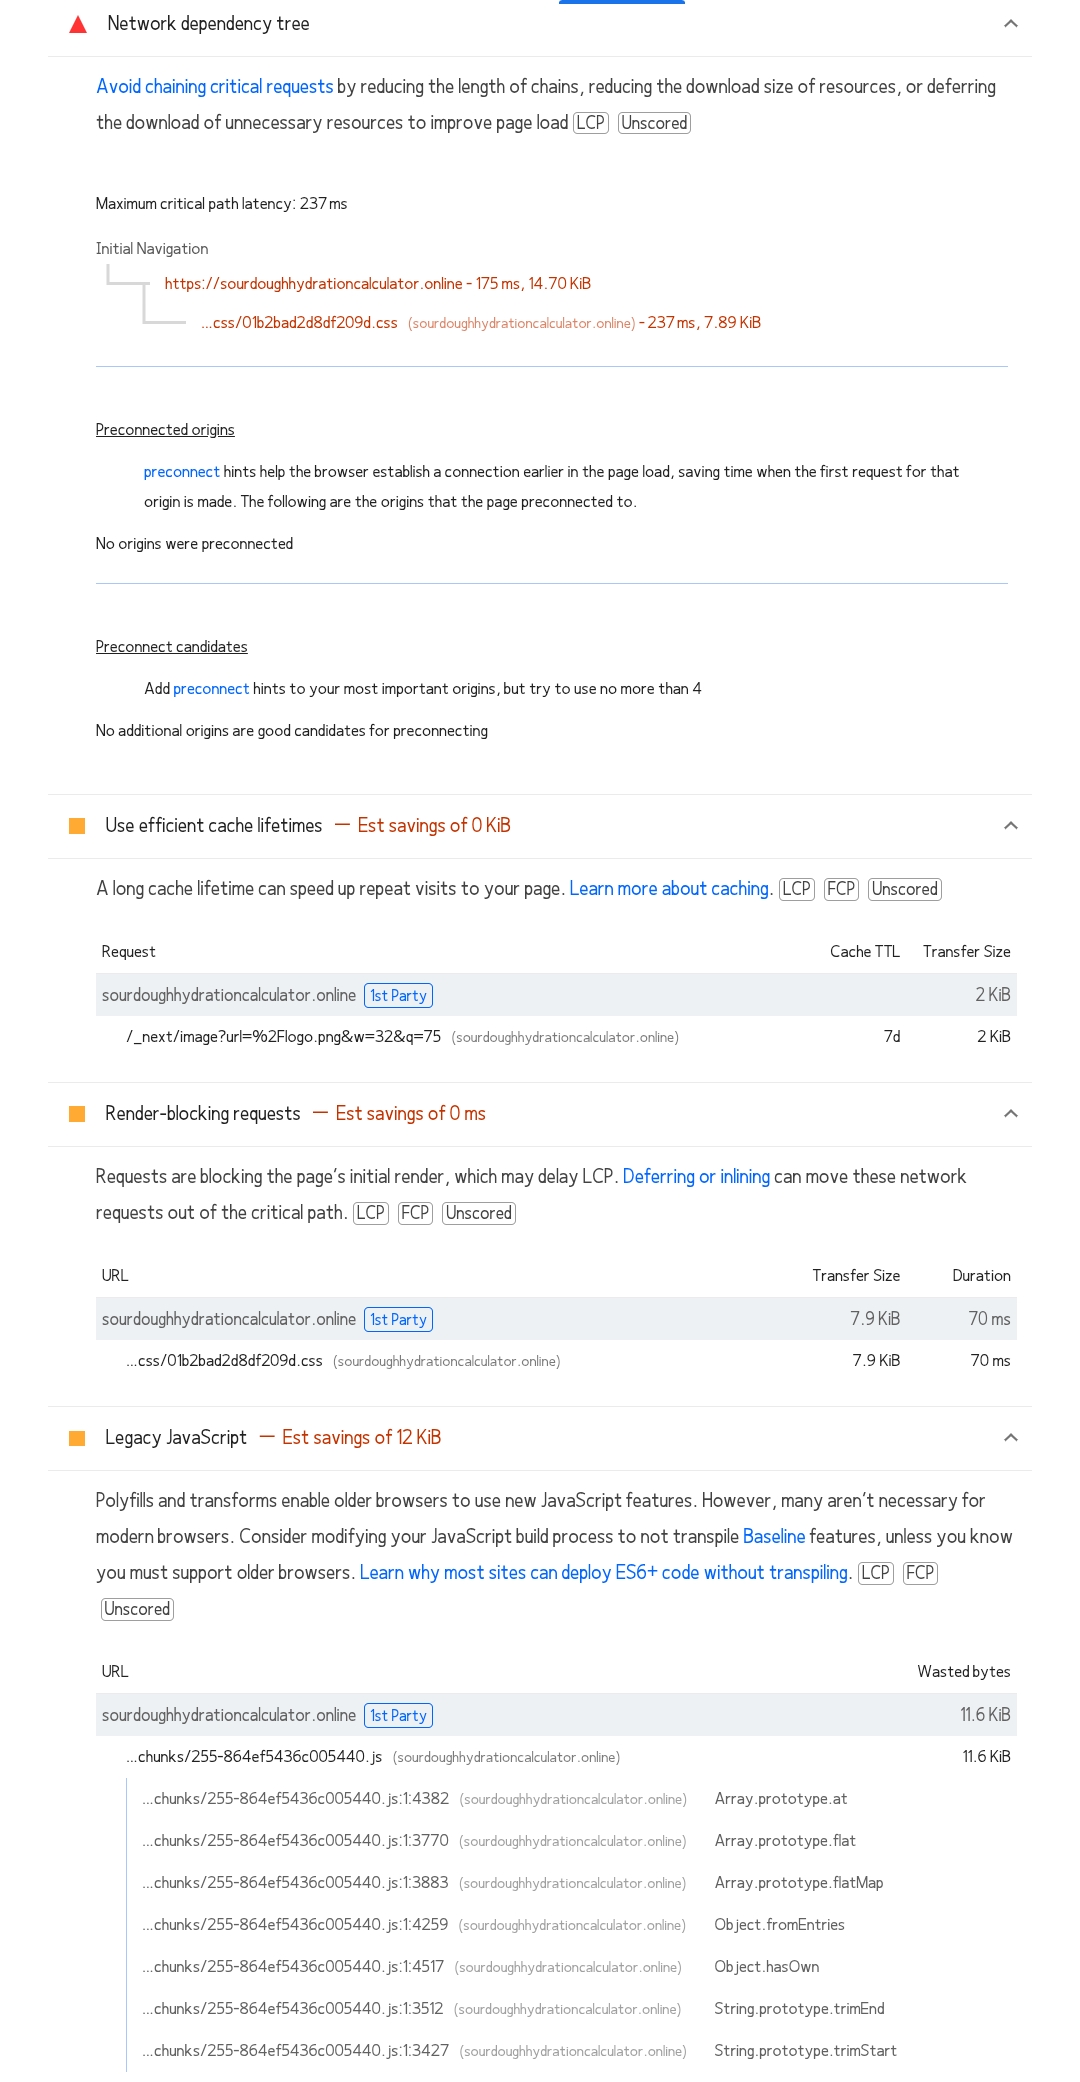 Network dependency tree
Avoid chaining critical requests by reducing the length of chains, reducing the download size of resources, or deferring
the download of unnecessary resources to improve page load LCP Unscored
Maximum critical path latency: 237 ms
Initial Navigation
https://sourdoughhydrationcalculator.online - 175 ms, 14.70 KiB
…css/01b2bad2d8df209d.css (sourdoughhydrationcalculator.online) - 237 ms, 7.89 KiB
Preconnected origins
preconnect hints help the browser establish a connection earlier in the page load, saving time when the first request for that
origin is made. The following are the origins that the page preconnected to.
No origins were preconnected
Preconnect candidates
Add preconnect hints to your most important origins, but try to use no more than 4
No additional origins are good candidates for preconnecting
Use efficient cache lifetimes — Est savings of 0 KiB
A long cache lifetime can speed up repeat visits to your page. Learn more about caching. LCP FCP Unscored
Request Cache TTL Transfer Size
sourdoughhydrationcalculator.online 1st Party 2 KiB
/_next/image?url=%2Flogo.png&w=32&q=75 (sourdoughhydrationcalculator.online) 7d 2 KiB
Render-blocking requests — Est savings of 0 ms
Requests are blocking the page's initial render, which may delay LCP. Deferring or inlining can move these network
requests out of the critical path. LCP FCP Unscored
URL Transfer Size Duration
sourdoughhydrationcalculator.online 1st Party 7.9 KiB 70 ms
…css/01b2bad2d8df209d.css (sourdoughhydrationcalculator.online) 7.9 KiB 70 ms
Legacy JavaScript — Est savings of 12 KiB
Polyfills and transforms enable older browsers to use new JavaScript features. However, many aren't necessary for
modern browsers. Consider modifying your JavaScript build process to not transpile Baseline features, unless you know
you must support older browsers. Learn why most sites can deploy ES6+ code without transpiling. LCP FCP
Unscored
URL Wasted bytes
sourdoughhydrationcalculator.online 1st Party 11.6 KiB
…chunks/255-864ef5436c005440.js (sourdoughhydrationcalculator.online) 11.6 KiB
…chunks/255-864ef5436c005440.js:1:4382 (sourdoughhydrationcalculator.online) Array.prototype.at
…chunks/255-864ef5436c005440.js:1:3770 (sourdoughhydrationcalculator.online) Array.prototype.flat
…chunks/255-864ef5436c005440.js:1:3883 (sourdoughhydrationcalculator.online) Array.prototype.flatMap
…chunks/255-864ef5436c005440.js:1:4259 (sourdoughhydrationcalculator.online) Object.fromEntries
…chunks/255-864ef5436c005440.js:1:4517 (sourdoughhydrationcalculator.online) Object.hasOwn
…chunks/255-864ef5436c005440.js:1:3512 (sourdoughhydrationcalculator.online) String.prototype.trimEnd
…chunks/255-864ef5436c005440.js:1:3427 (sourdoughhydrationcalculator.online) String.prototype.trimStart